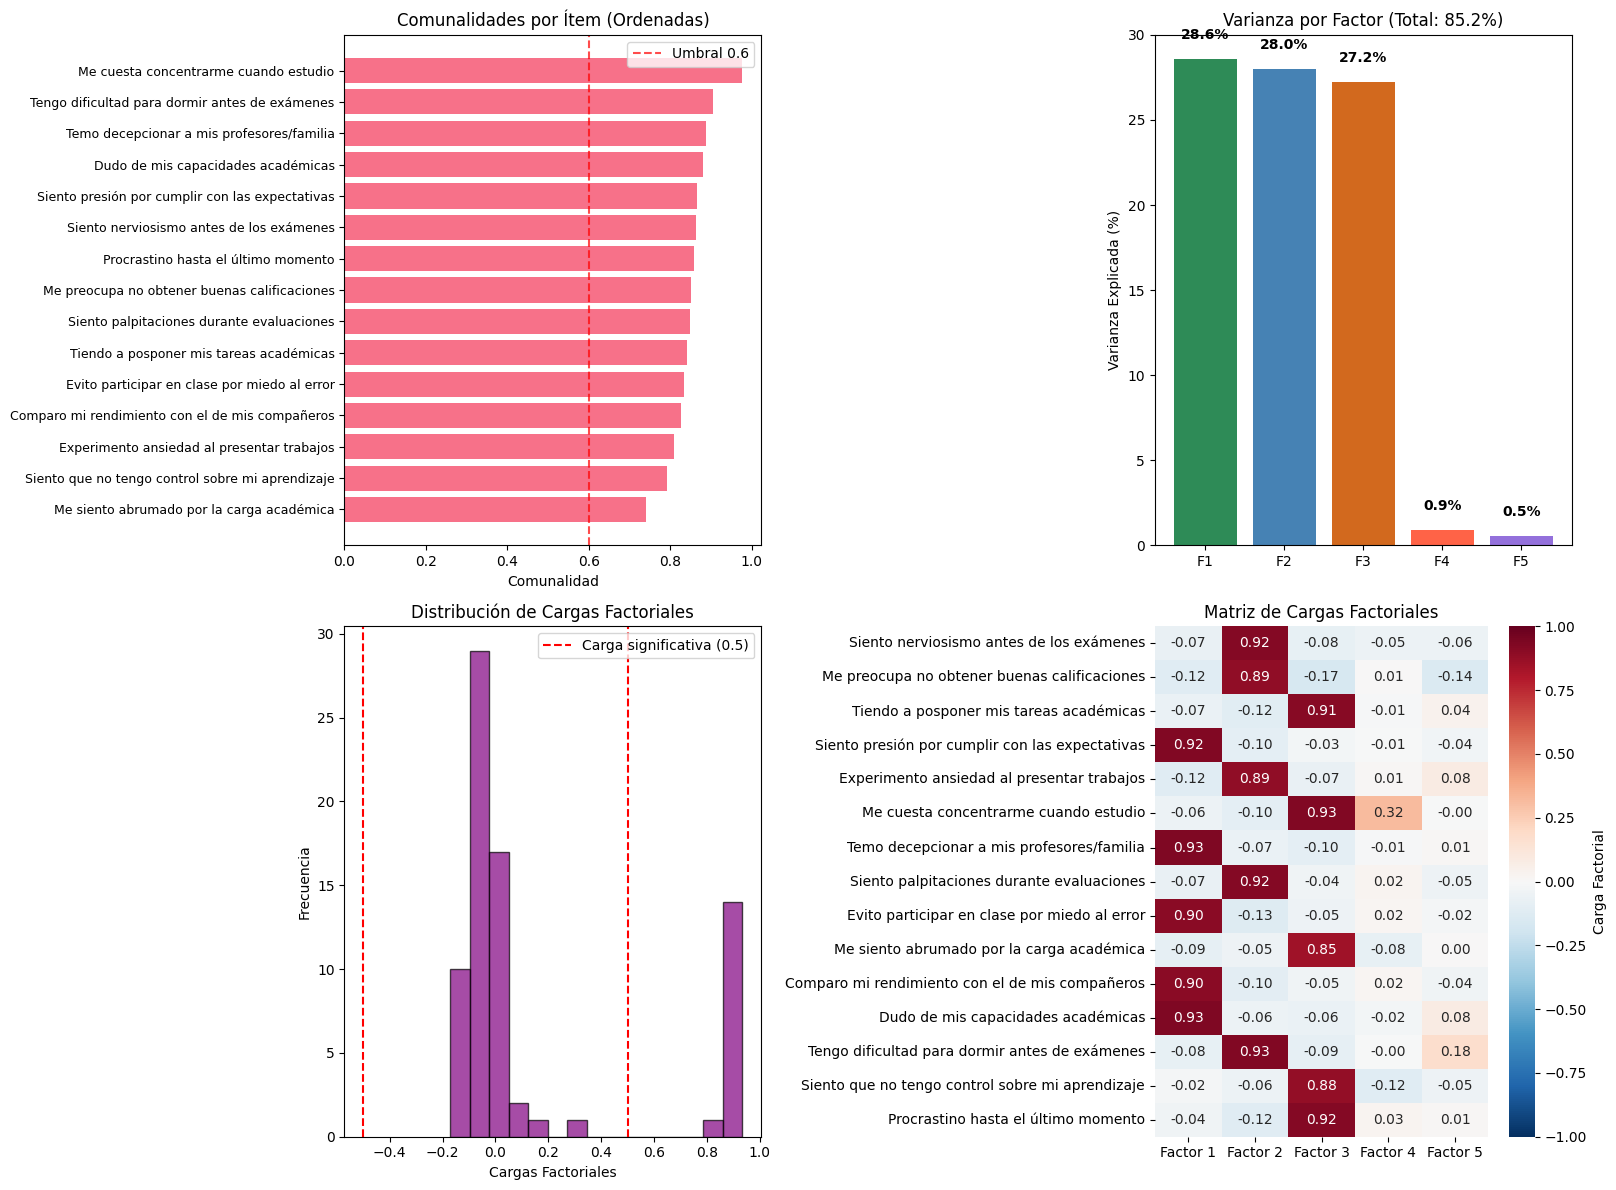 Comunalidades por Ítem (Ordenadas)
Umbral 0.6
Me cuesta concentrarme cuando estudio
Tengo dificultad para dormir antes de exámenes
Temo decepcionar a mis profesores/familia
Dudo de mis capacidades académicas
Siento presión por cumplir con las expectativas
Siento nerviosismo antes de los exámenes
Procrastino hasta el último momento
Me preocupa no obtener buenas calificaciones
Siento palpitaciones durante evaluaciones
Tiendo a posponer mis tareas académicas
Evito participar en clase por miedo al error
Comparo mi rendimiento con el de mis compañeros
Experimento ansiedad al presentar trabajos
Siento que no tengo control sobre mi aprendizaje
Me siento abrumado por la carga académica
0.0 0.2 0.4 0.6 0.8 1.0
Comunalidad
Varianza por Factor (Total: 85.2%)
Varianza Explicada (%)
30
25
20
15
10
5
0
28.6% 28.0% 27.2% 0.9% 0.5%
F1 F2 F3 F4 F5
Distribución de Cargas Factoriales
Carga significativa (0.5)
Frecuencia
30
25
20
15
10
5
0
−0.4 −0.2 0.0 0.2 0.4 0.6 0.8 1.0
Cargas Factoriales
Matriz de Cargas Factoriales
Siento nerviosismo antes de los exámenes -0.07 0.92 -0.08 -0.05 -0.06
Me preocupa no obtener buenas calificaciones -0.12 0.89 -0.17 0.01 -0.14
Tiendo a posponer mis tareas académicas -0.07 -0.12 0.91 -0.01 0.04
Siento presión por cumplir con las expectativas 0.92 -0.10 -0.03 -0.01 -0.04
Experimento ansiedad al presentar trabajos -0.12 0.89 -0.07 0.01 0.08
Me cuesta concentrarme cuando estudio -0.06 -0.10 0.93 0.32 -0.00
Temo decepcionar a mis profesores/familia 0.93 -0.07 -0.10 -0.01 0.01
Siento palpitaciones durante evaluaciones -0.07 0.92 -0.04 0.02 -0.05
Evito participar en clase por miedo al error 0.90 -0.13 -0.05 0.02 -0.02
Me siento abrumado por la carga académica -0.09 -0.05 0.85 -0.08 0.00
Comparo mi rendimiento con el de mis compañeros 0.90 -0.10 -0.05 0.02 -0.04
Dudo de mis capacidades académicas 0.93 -0.06 -0.06 -0.02 0.08
Tengo dificultad para dormir antes de exámenes -0.08 0.93 -0.09 -0.00 0.18
Siento que no tengo control sobre mi aprendizaje -0.02 -0.06 0.88 -0.12 -0.05
Procrastino hasta el último momento -0.04 -0.12 0.92 0.03 0.01
Factor 1 Factor 2 Factor 3 Factor 4 Factor 5
1.00
0.75
0.50
0.25
0.00
−0.25
−0.50
−0.75
−1.00
Carga Factorial